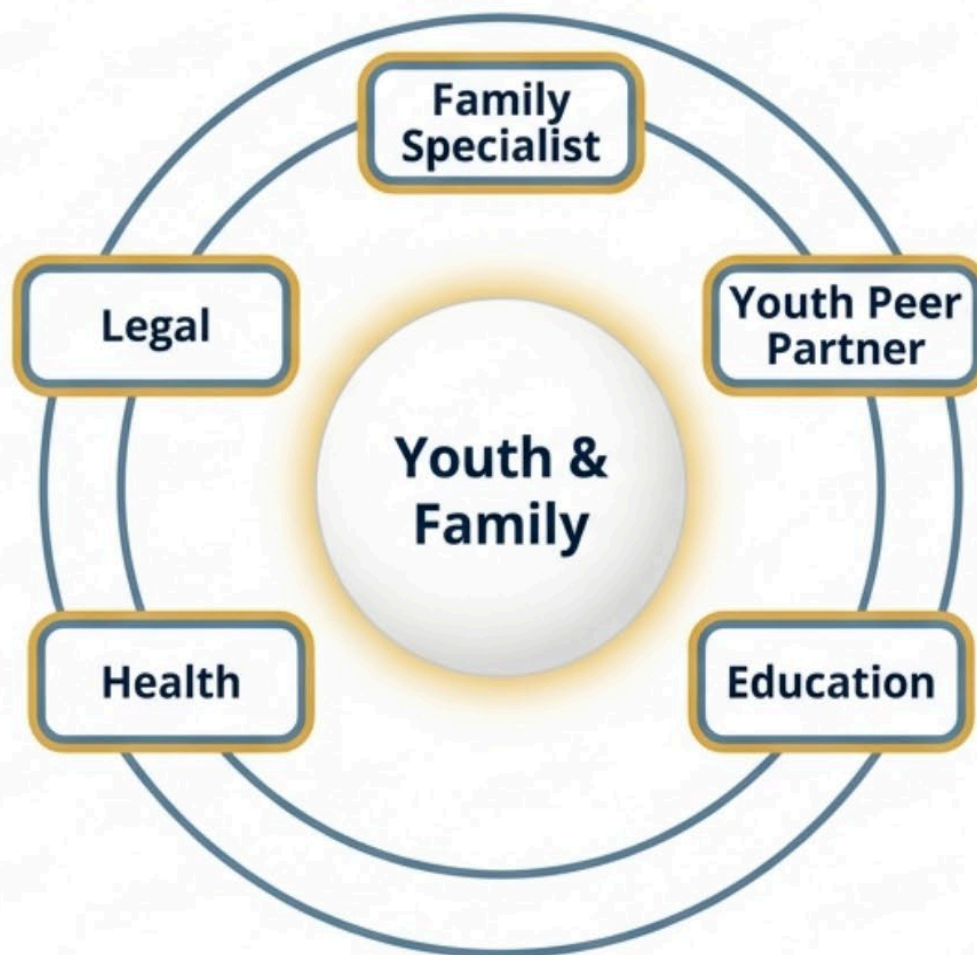 Family
Specialist
Legal
Youth Peer
Partner
Youth &
Family
Health
Education